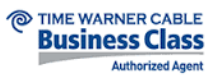 TIME WARNER CABLE
Business Class
Authorized Agent